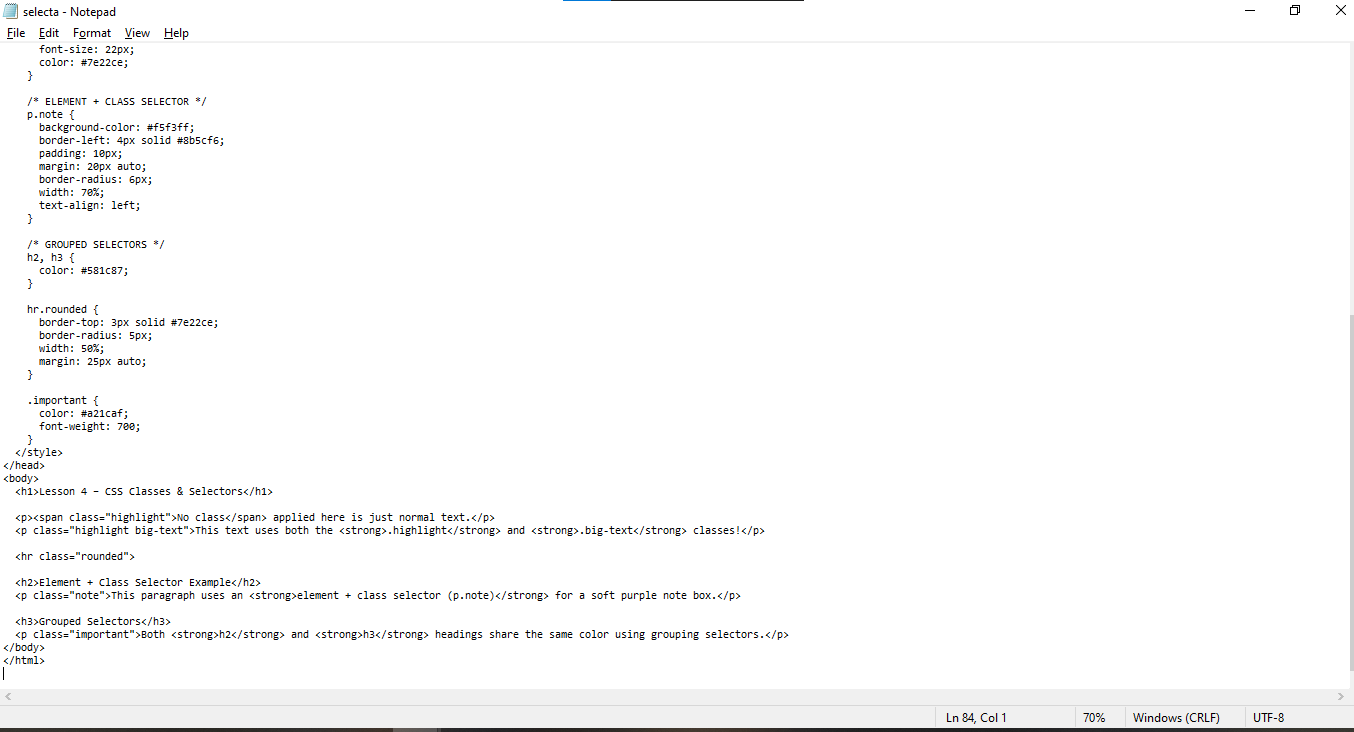 selecta - Notepad
File Edit Format View Help
      font-size: 22px;
      color: #7e22ce;
    }

    /* ELEMENT + CLASS SELECTOR */
    p.note {
      background-color: #f5f3ff;
      border-left: 4px solid #8b5cf6;
      padding: 10px;
      margin: 20px auto;
      border-radius: 6px;
      width: 70%;
      text-align: left;
    }

    /* GROUPED SELECTORS */
    h2, h3 {
      color: #581c87;
    }

    hr.rounded {
      border-top: 3px solid #7e22ce;
      border-radius: 5px;
      width: 50%;
      margin: 25px auto;
    }

    .important {
      color: #a21caf;
      font-weight: 700;
    }
  </style>
</head>
<body>
  <h1>Lesson 4 – CSS Classes & Selectors</h1>

  <p><span class="highlight">No class</span> applied here is just normal text.</p>
  <p class="highlight big-text">This text uses both the <strong>.highlight</strong> and <strong>.big-text</strong> classes!</p>

  <hr class="rounded">

  <h2>Element + Class Selector Example</h2>
  <p class="note">This paragraph uses an <strong>element + class selector (p.note)</strong> for a soft purple note box.</p>

  <h3>Grouped Selectors</h3>
  <p class="important">Both <strong>h2</strong> and <strong>h3</strong> headings share the same color using grouping selectors.</p>
</body>
</html>
Ln 84, Col 1 70% Windows (CRLF) UTF-8